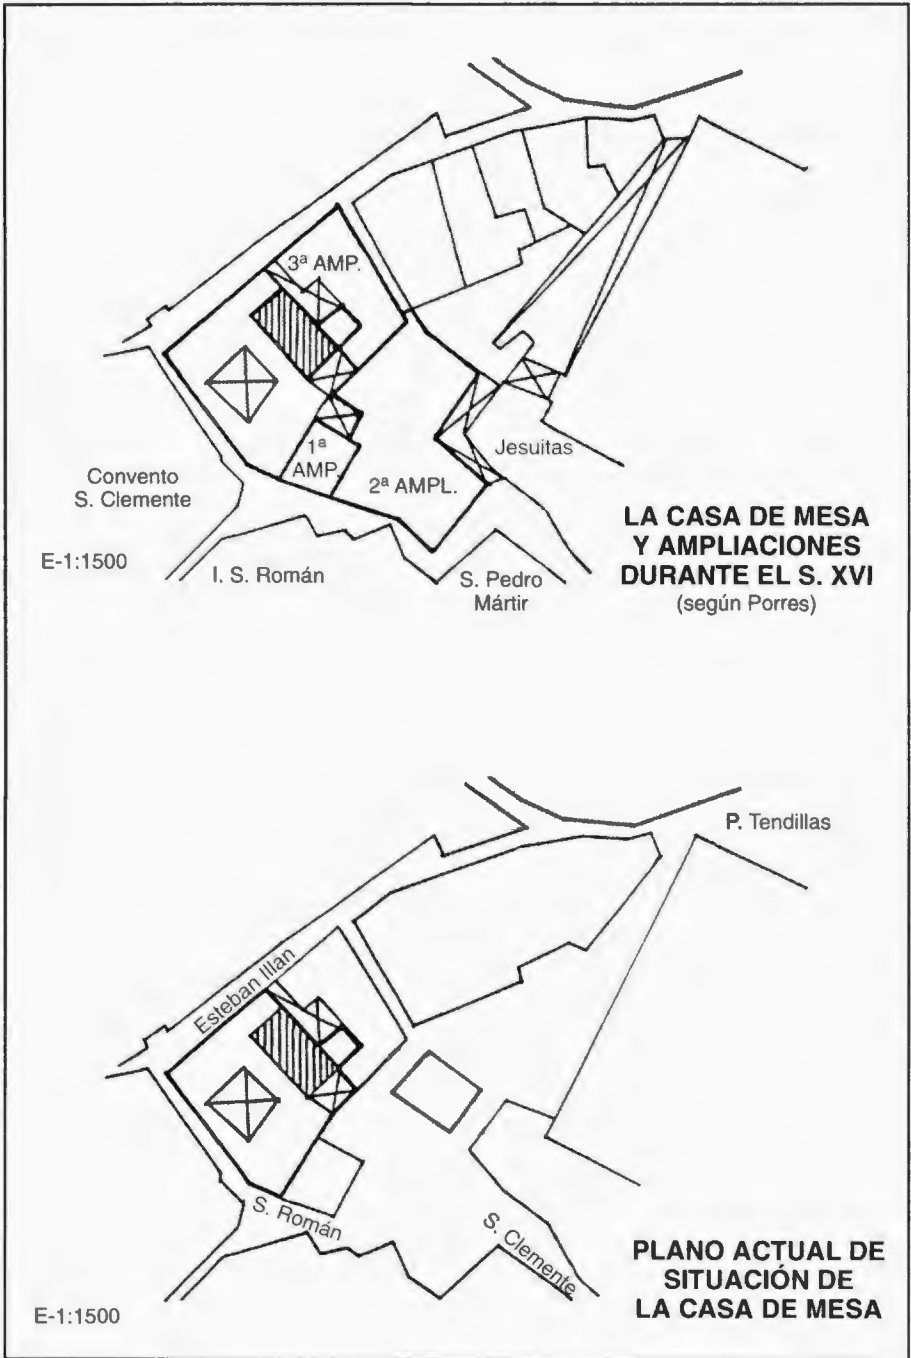 3ª AMP.
1ª
AMP.
2ª AMPL.
Jesuitas
Convento
S. Clemente
E-1:1500
I. S. Román
S. Pedro
Mártir
LA CASA DE MESA
Y AMPLIACIONES
DURANTE EL S. XVI
(según Porres)
P. Tendillas
Esteban Illán
S. Román
S. Clemente
E-1:1500
PLANO ACTUAL DE
SITUACIÓN DE
LA CASA DE MESA